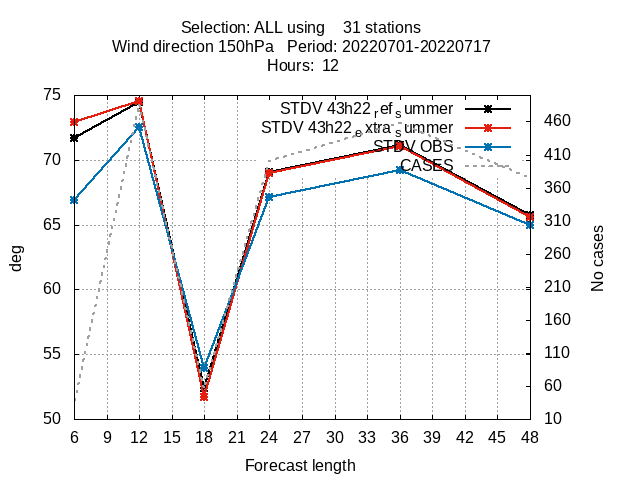 Selection: ALL using    31 stations
Wind direction 150hPa   Period: 20220701-20220717
Hours:  12
STDV 43h22refsummer
STDV 43h22extrasummer
STDV OBS
CASES
75
70
65
60
55
50
460
410
360
310
260
210
160
110
60
10
deg
No cases
6 9 12 15 18 21 24 27 30 33 36 39 42 45 48
Forecast length